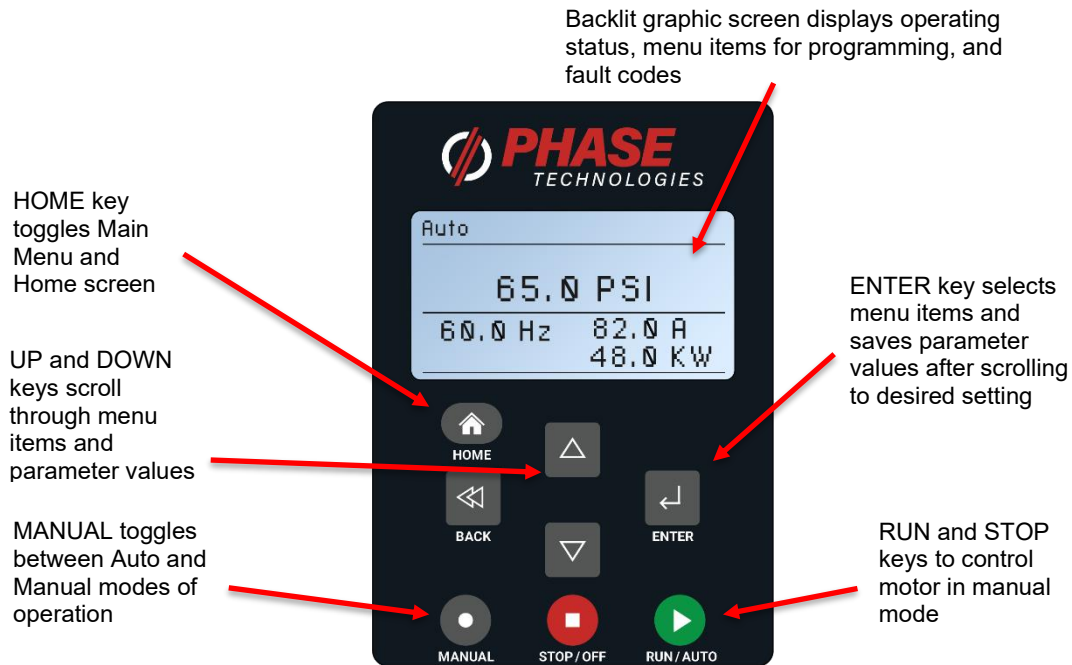 Backlit graphic screen displays operating
status, menu items for programming, and
fault codes
PHASE
TECHNOLOGIES
HOME key
toggles Main
Menu and
Home screen
Auto
65.0 PSI
60.0 Hz
82.0 A
48.0 KW
ENTER key selects
menu items and
saves parameter
values after scrolling
to desired setting
UP and DOWN
keys scroll
through menu
items and
parameter values
HOME
BACK
ENTER
MANUAL toggles
between Auto and
Manual modes of
operation
RUN and STOP
keys to control
motor in manual
mode
MANUAL
STOP/OFF
RUN/AUTO